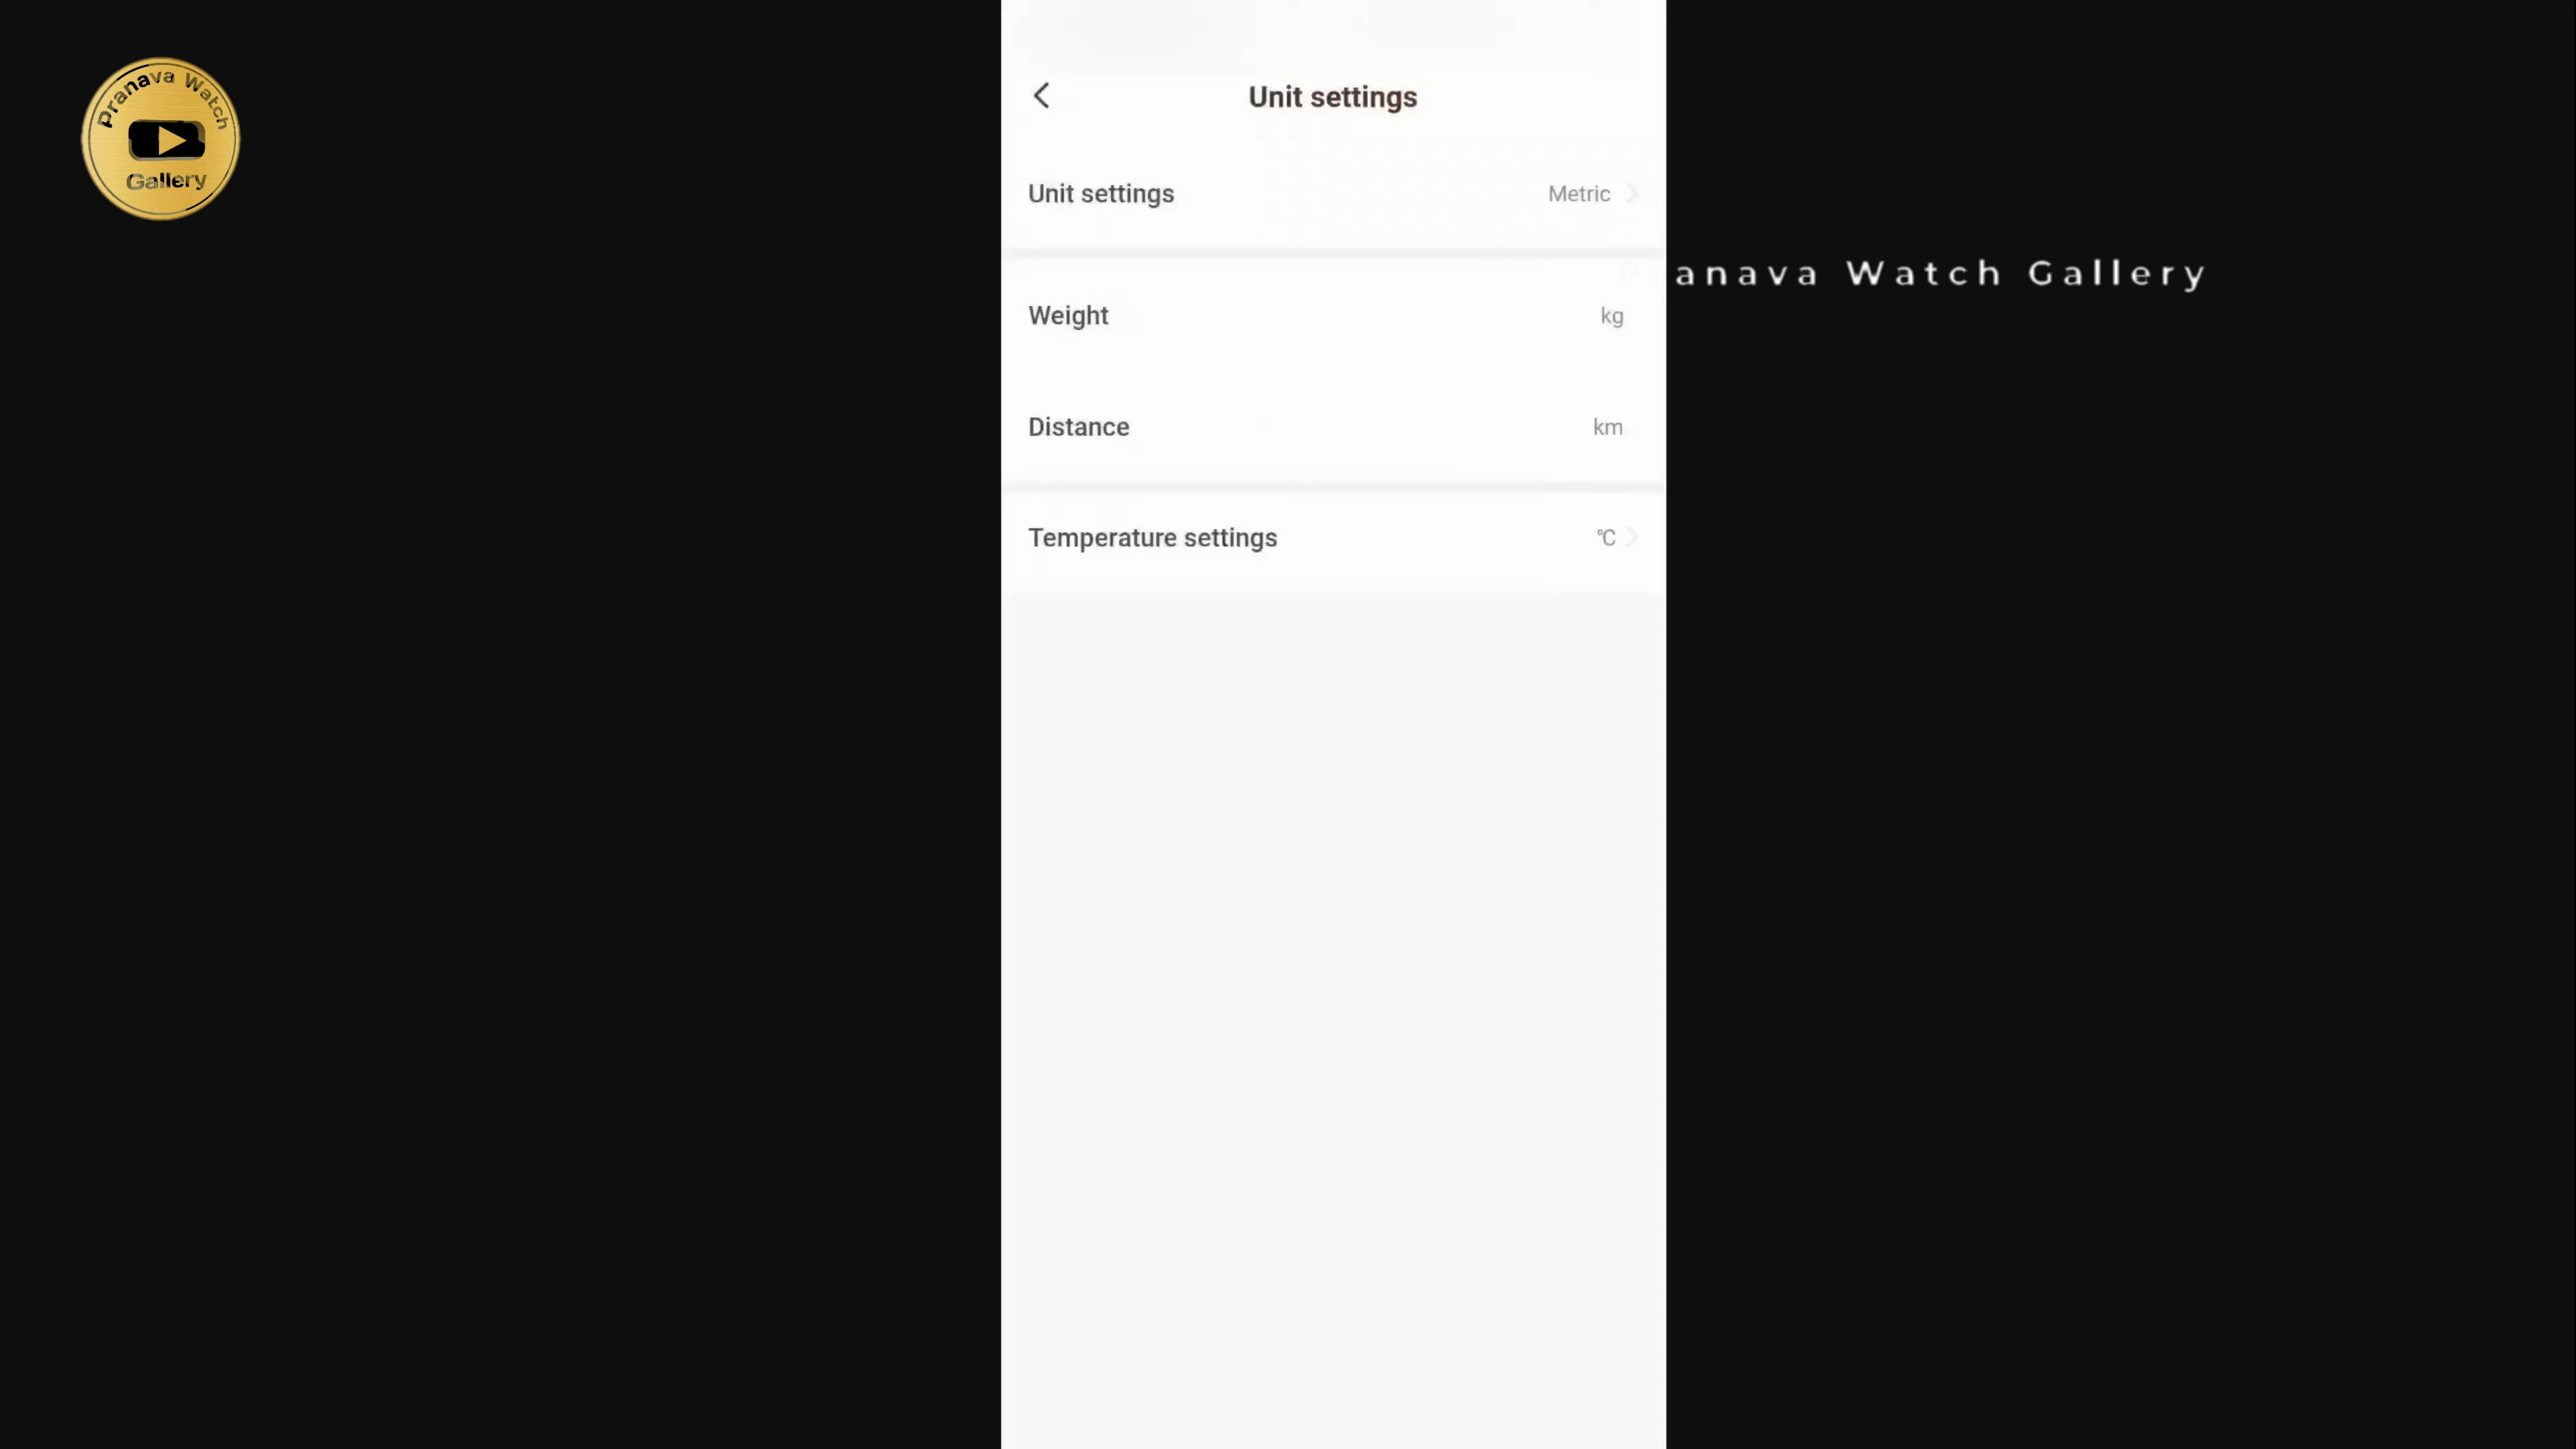 Pranava Watch
Gallery
Unit settings
Unit settings Metric
anava Watch Gallery
Weight kg
Distance km
Temperature settings °C